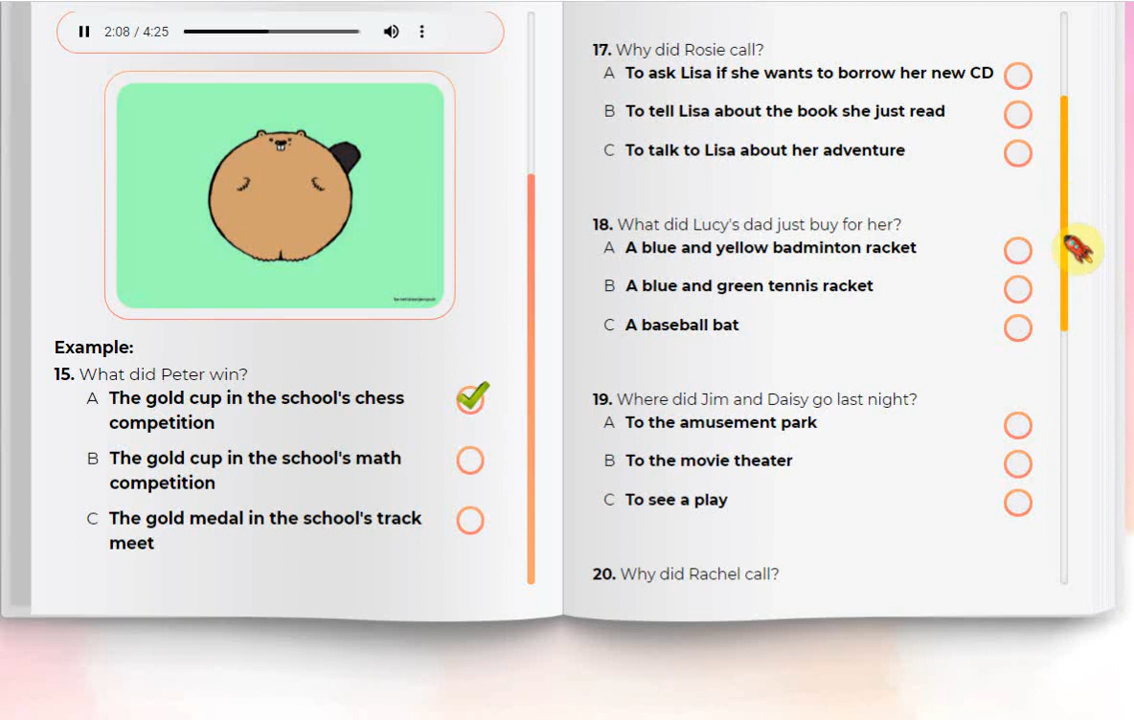 2:08 / 4:25
Example:
15. What did Peter win?
A The gold cup in the school's chess
competition
B The gold cup in the school's math
competition
C The gold medal in the school's track
meet
17. Why did Rosie call?
A To ask Lisa if she wants to borrow her new CD
B To tell Lisa about the book she just read
C To talk to Lisa about her adventure
18. What did Lucy's dad just buy for her?
A A blue and yellow badminton racket
B A blue and green tennis racket
C A baseball bat
19. Where did Jim and Daisy go last night?
A To the amusement park
B To the movie theater
C To see a play
20. Why did Rachel call?